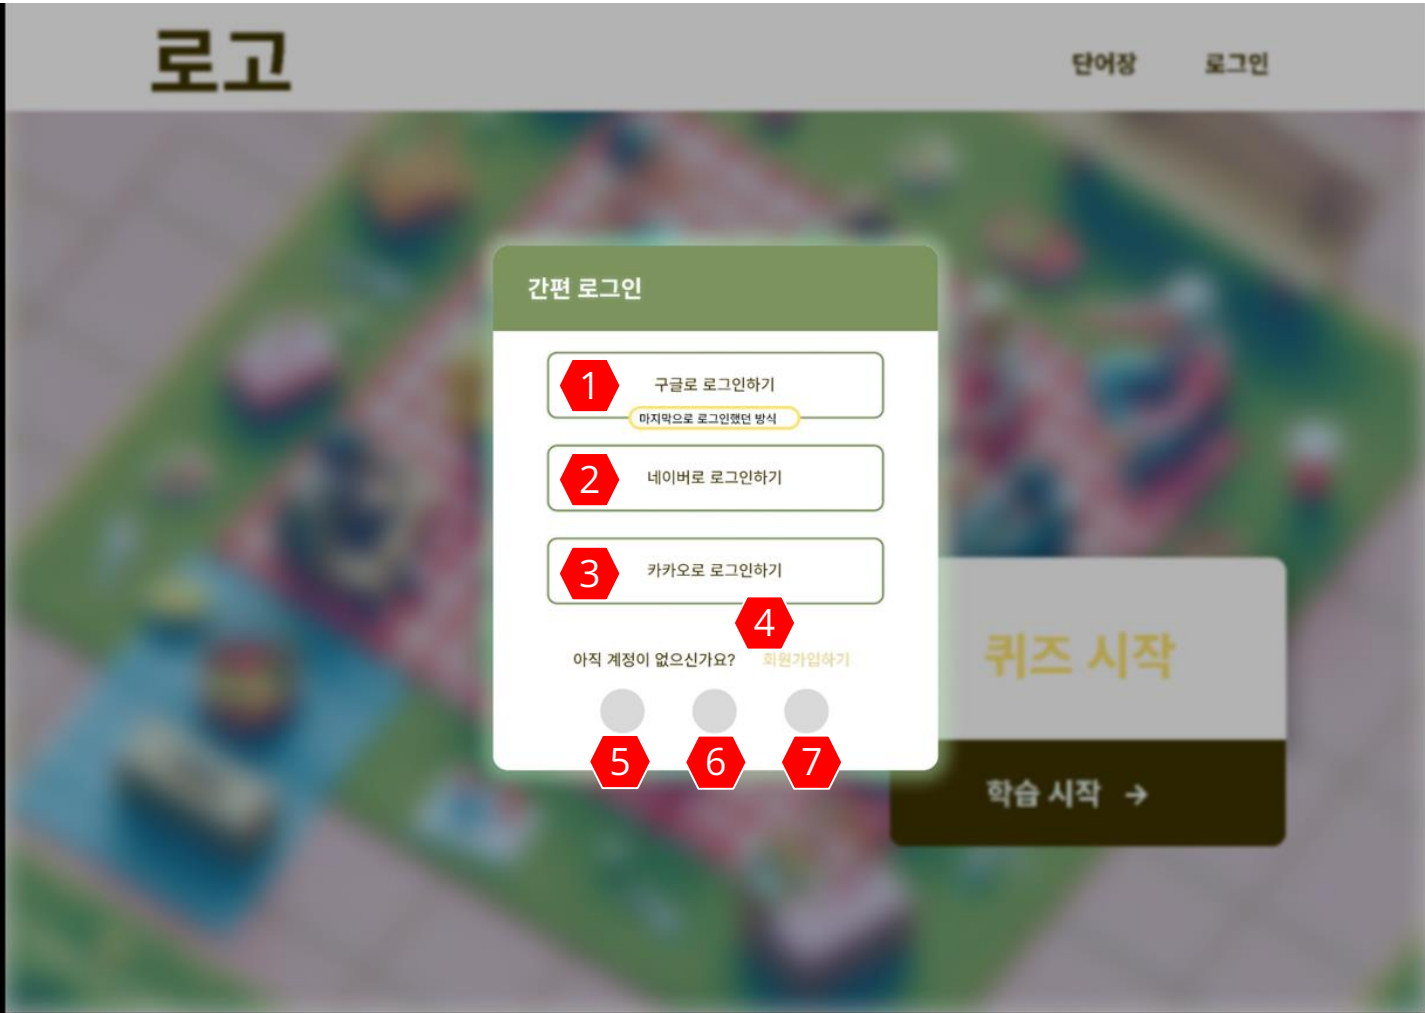 로고
단어장
로그인
간편 로그인
1
구글로 로그인하기
마지막으로 로그인했던 방식
2
네이버로 로그인하기
3
카카오로 로그인하기
4
아직 계정이 없으신가요?
회원가입하기
5
6
7
퀴즈 시작
학습 시작 →